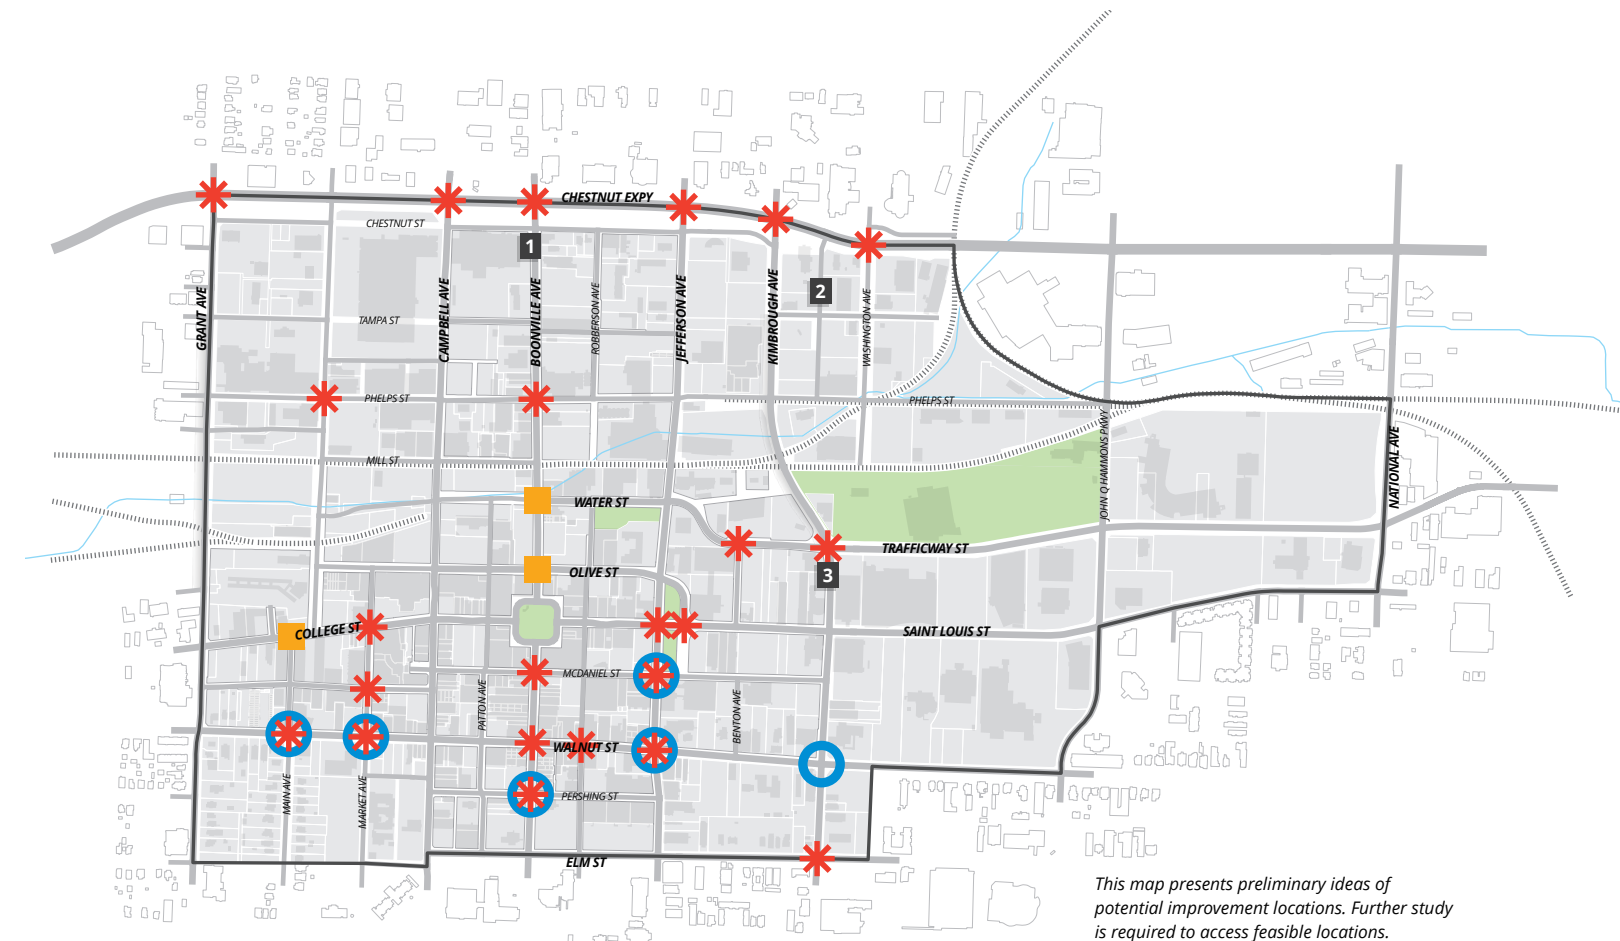 CHESTNUT EXPY
CHESTNUT ST
1
2
GRANT AVE
CAMPBELL AVE
BOONVILLE AVE
ROBBERSON AVE
JEFFERSON AVE
KIMBROUGH AVE
WASHINGTON AVE
TAMPA ST
PHELPS ST
PHELPS ST
JOHN Q HAMMONS PKWY
NATIONAL AVE
MILL ST
WATER ST
TRAFFICWAY ST
OLIVE ST
3
COLLEGE ST
SAINT LOUIS ST
MCDANIEL ST
PATTON AVE
BENTON AVE
WALNUT ST
MAIN AVE
MARKET AVE
PERSHING ST
ELM ST
This map presents preliminary ideas of
potential improvement locations. Further study
is required to access feasible locations.